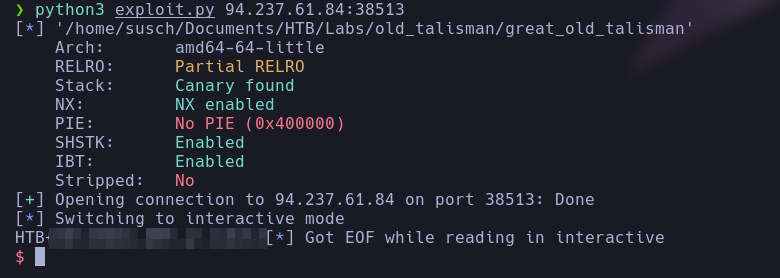 ❯ python3 exploit.py 94.237.61.84:38513
[*] '/home/susch/Documents/HTB/Labs/old_talisman/great_old_talisman'
    Arch:       amd64-64-little
    RELRO:      Partial RELRO
    Stack:      Canary found
    NX:         NX enabled
    PIE:        No PIE (0x400000)
    SHSTK:      Enabled
    IBT:        Enabled
    Stripped:   No
[+] Opening connection to 94.237.61.84 on port 38513: Done
[*] Switching to interactive mode
HTB[*] Got EOF while reading in interactive
$